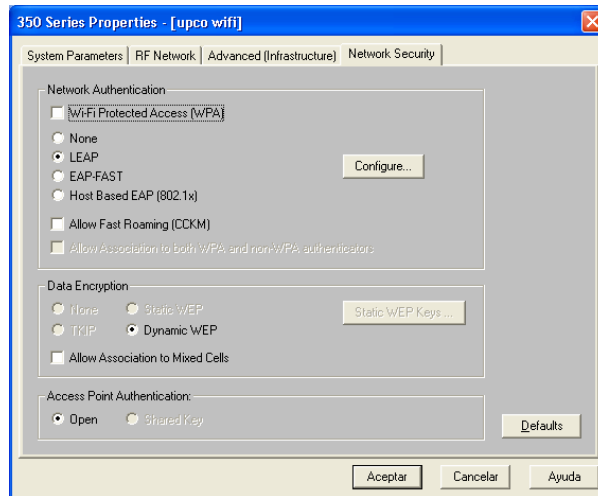 350 Series Properties - [upco wifi]
System Parameters RF Network Advanced (Infrastructure) Network Security
Network Authentication
Wi-Fi Protected Access (WPA)
None
LEAP
Configure...
EAP-FAST
Host Based EAP (802.1x)
Allow Fast Roaming (CCKM)
Allow Association to both WPA and non-WPA authenticators
Data Encryption
None Static WEP Static WEP Keys ...
TKIP Dynamic WEP
Allow Association to Mixed Cells
Access Point Authentication:
Open Shared Key
Defaults
Aceptar Cancelar Ayuda